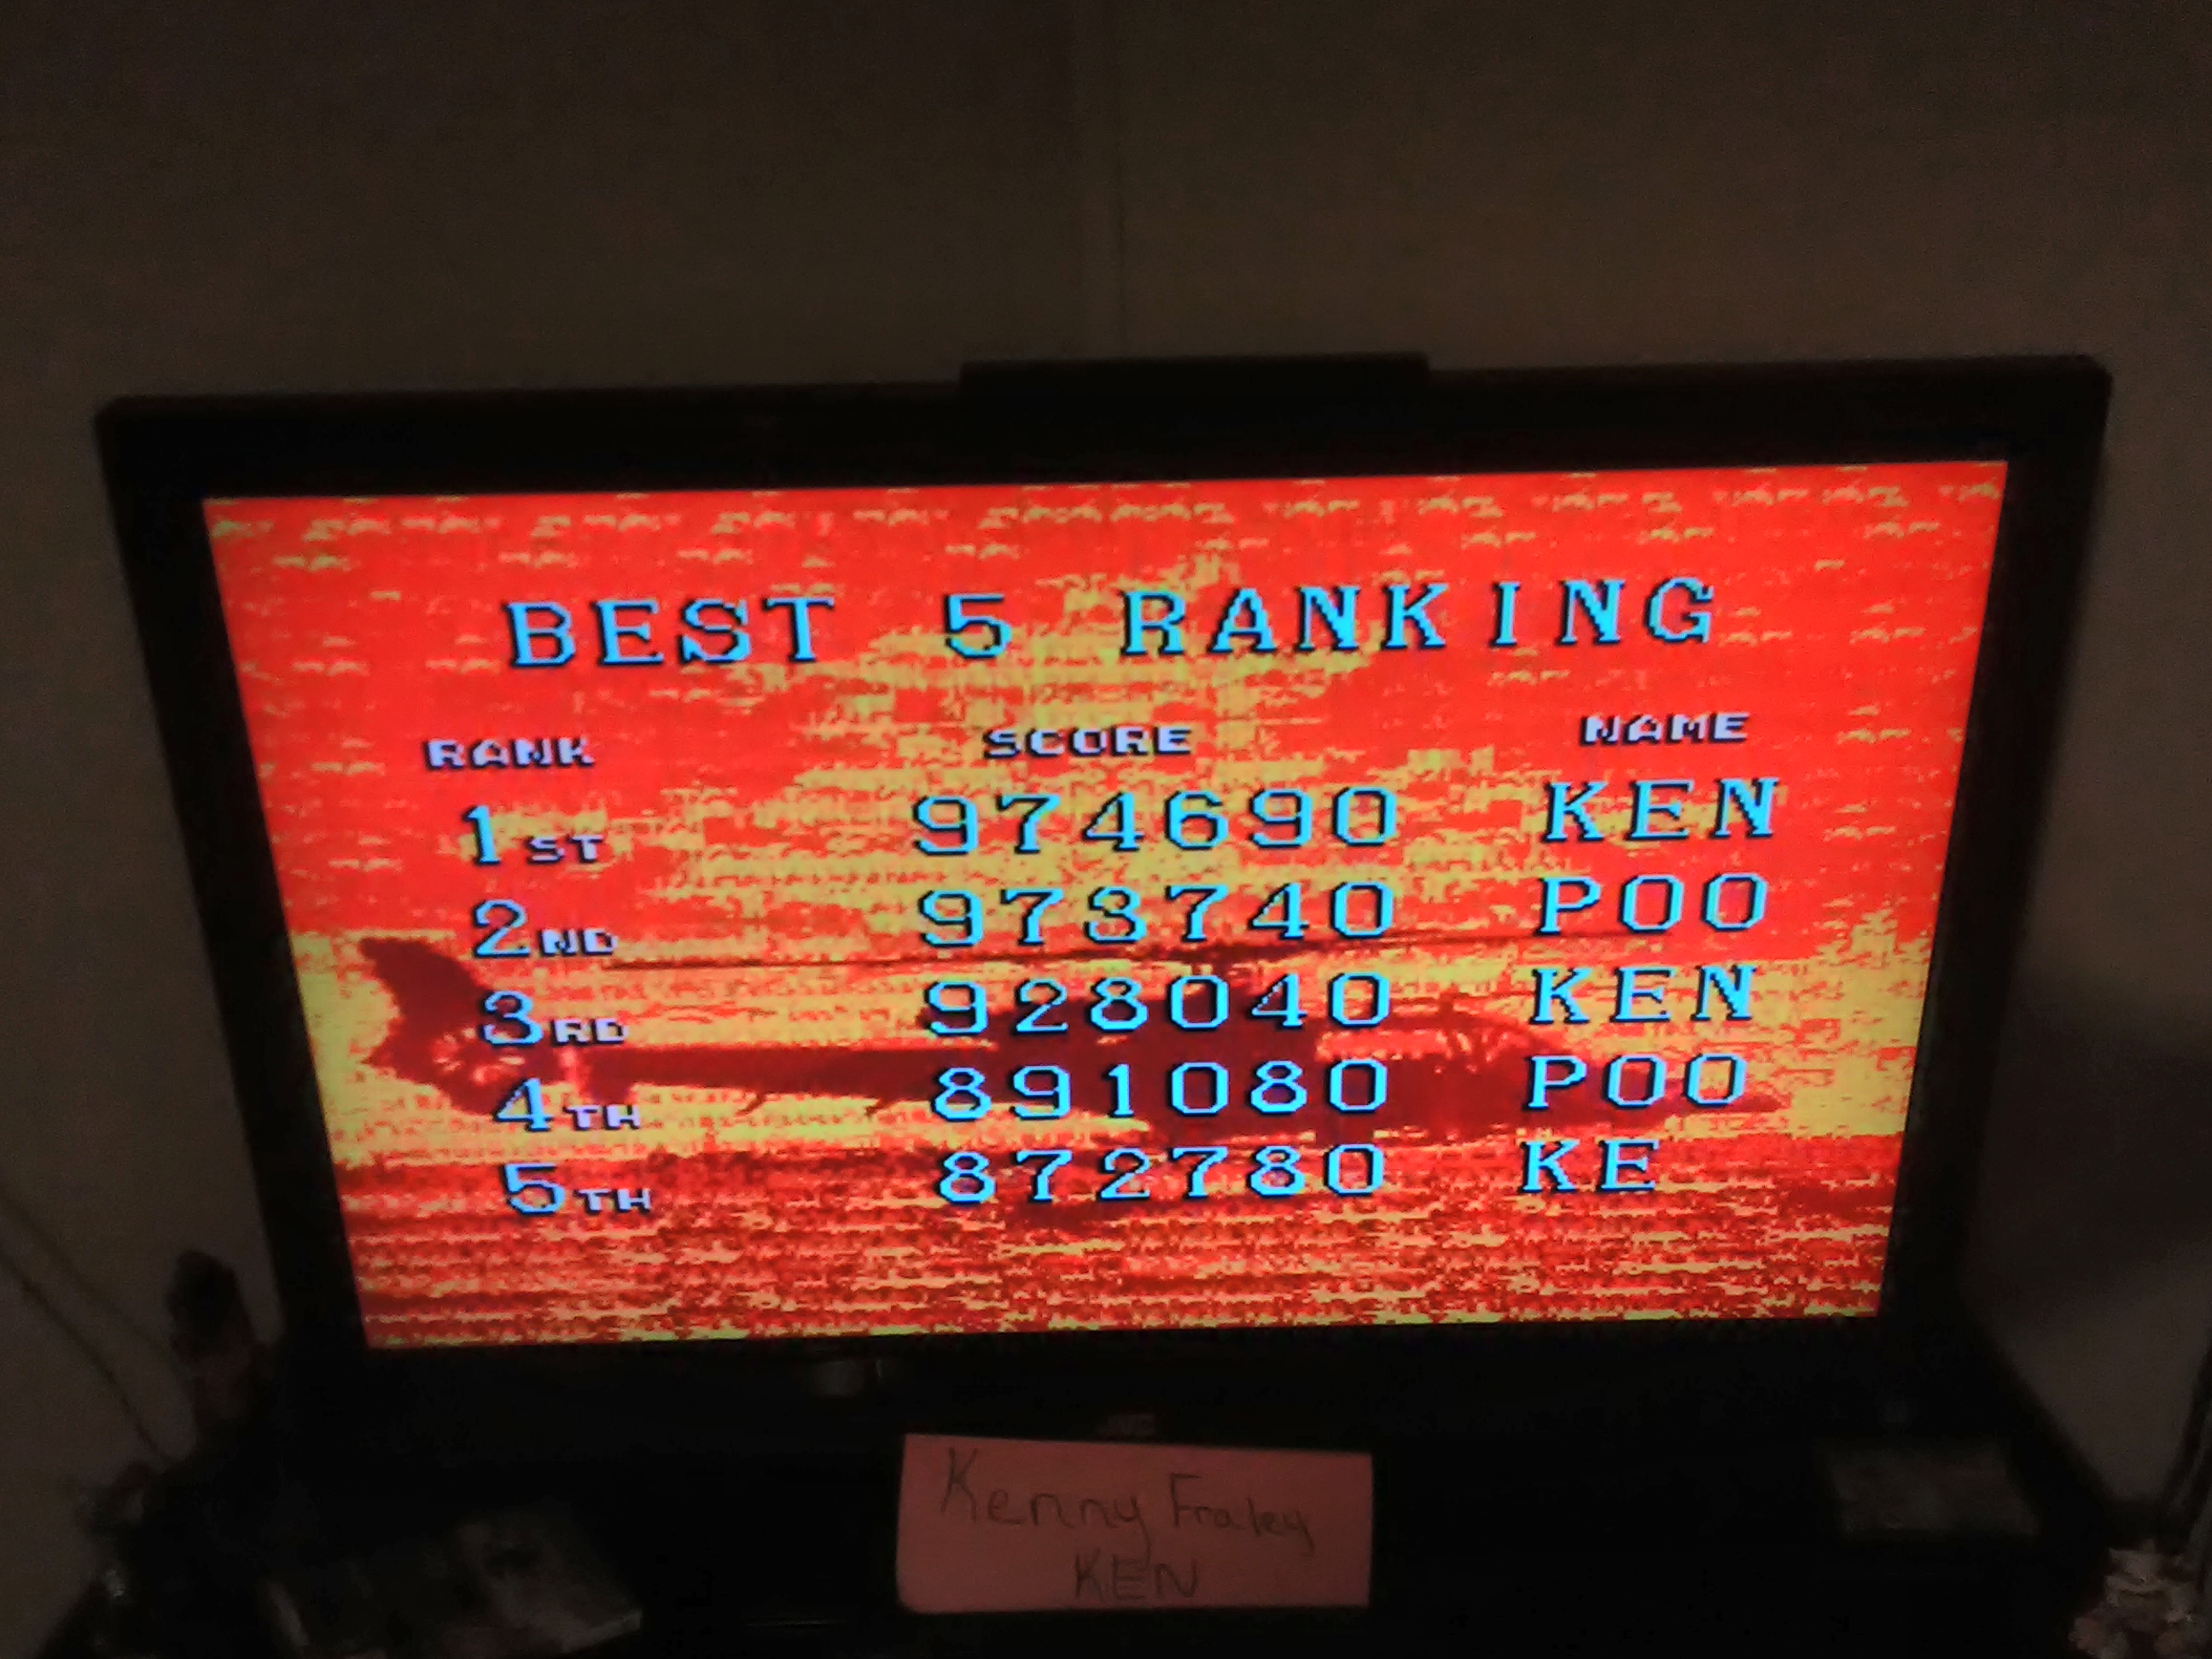 BEST 5 RANKING
RANK SCORE NAME
1ST 974690 KEN
2ND 973740 POO
3RD 928040 KEN
4TH 891080 POO
5TH 872780 KE
JVC
Kenny Fraley
KEN